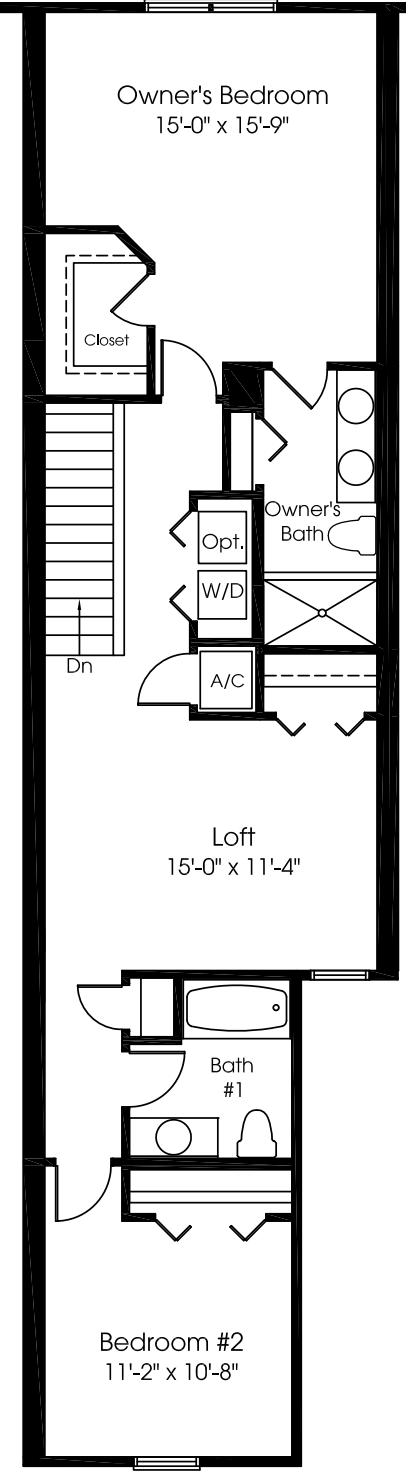 Owner's Bedroom
15'-0" x 15'-9"
Closet
Owner's
Bath
Opt.
W/D
Dn
A/C
Loft
15'-0" x 11'-4"
Bath
#1
Bedroom #2
11'-2" x 10'-8"